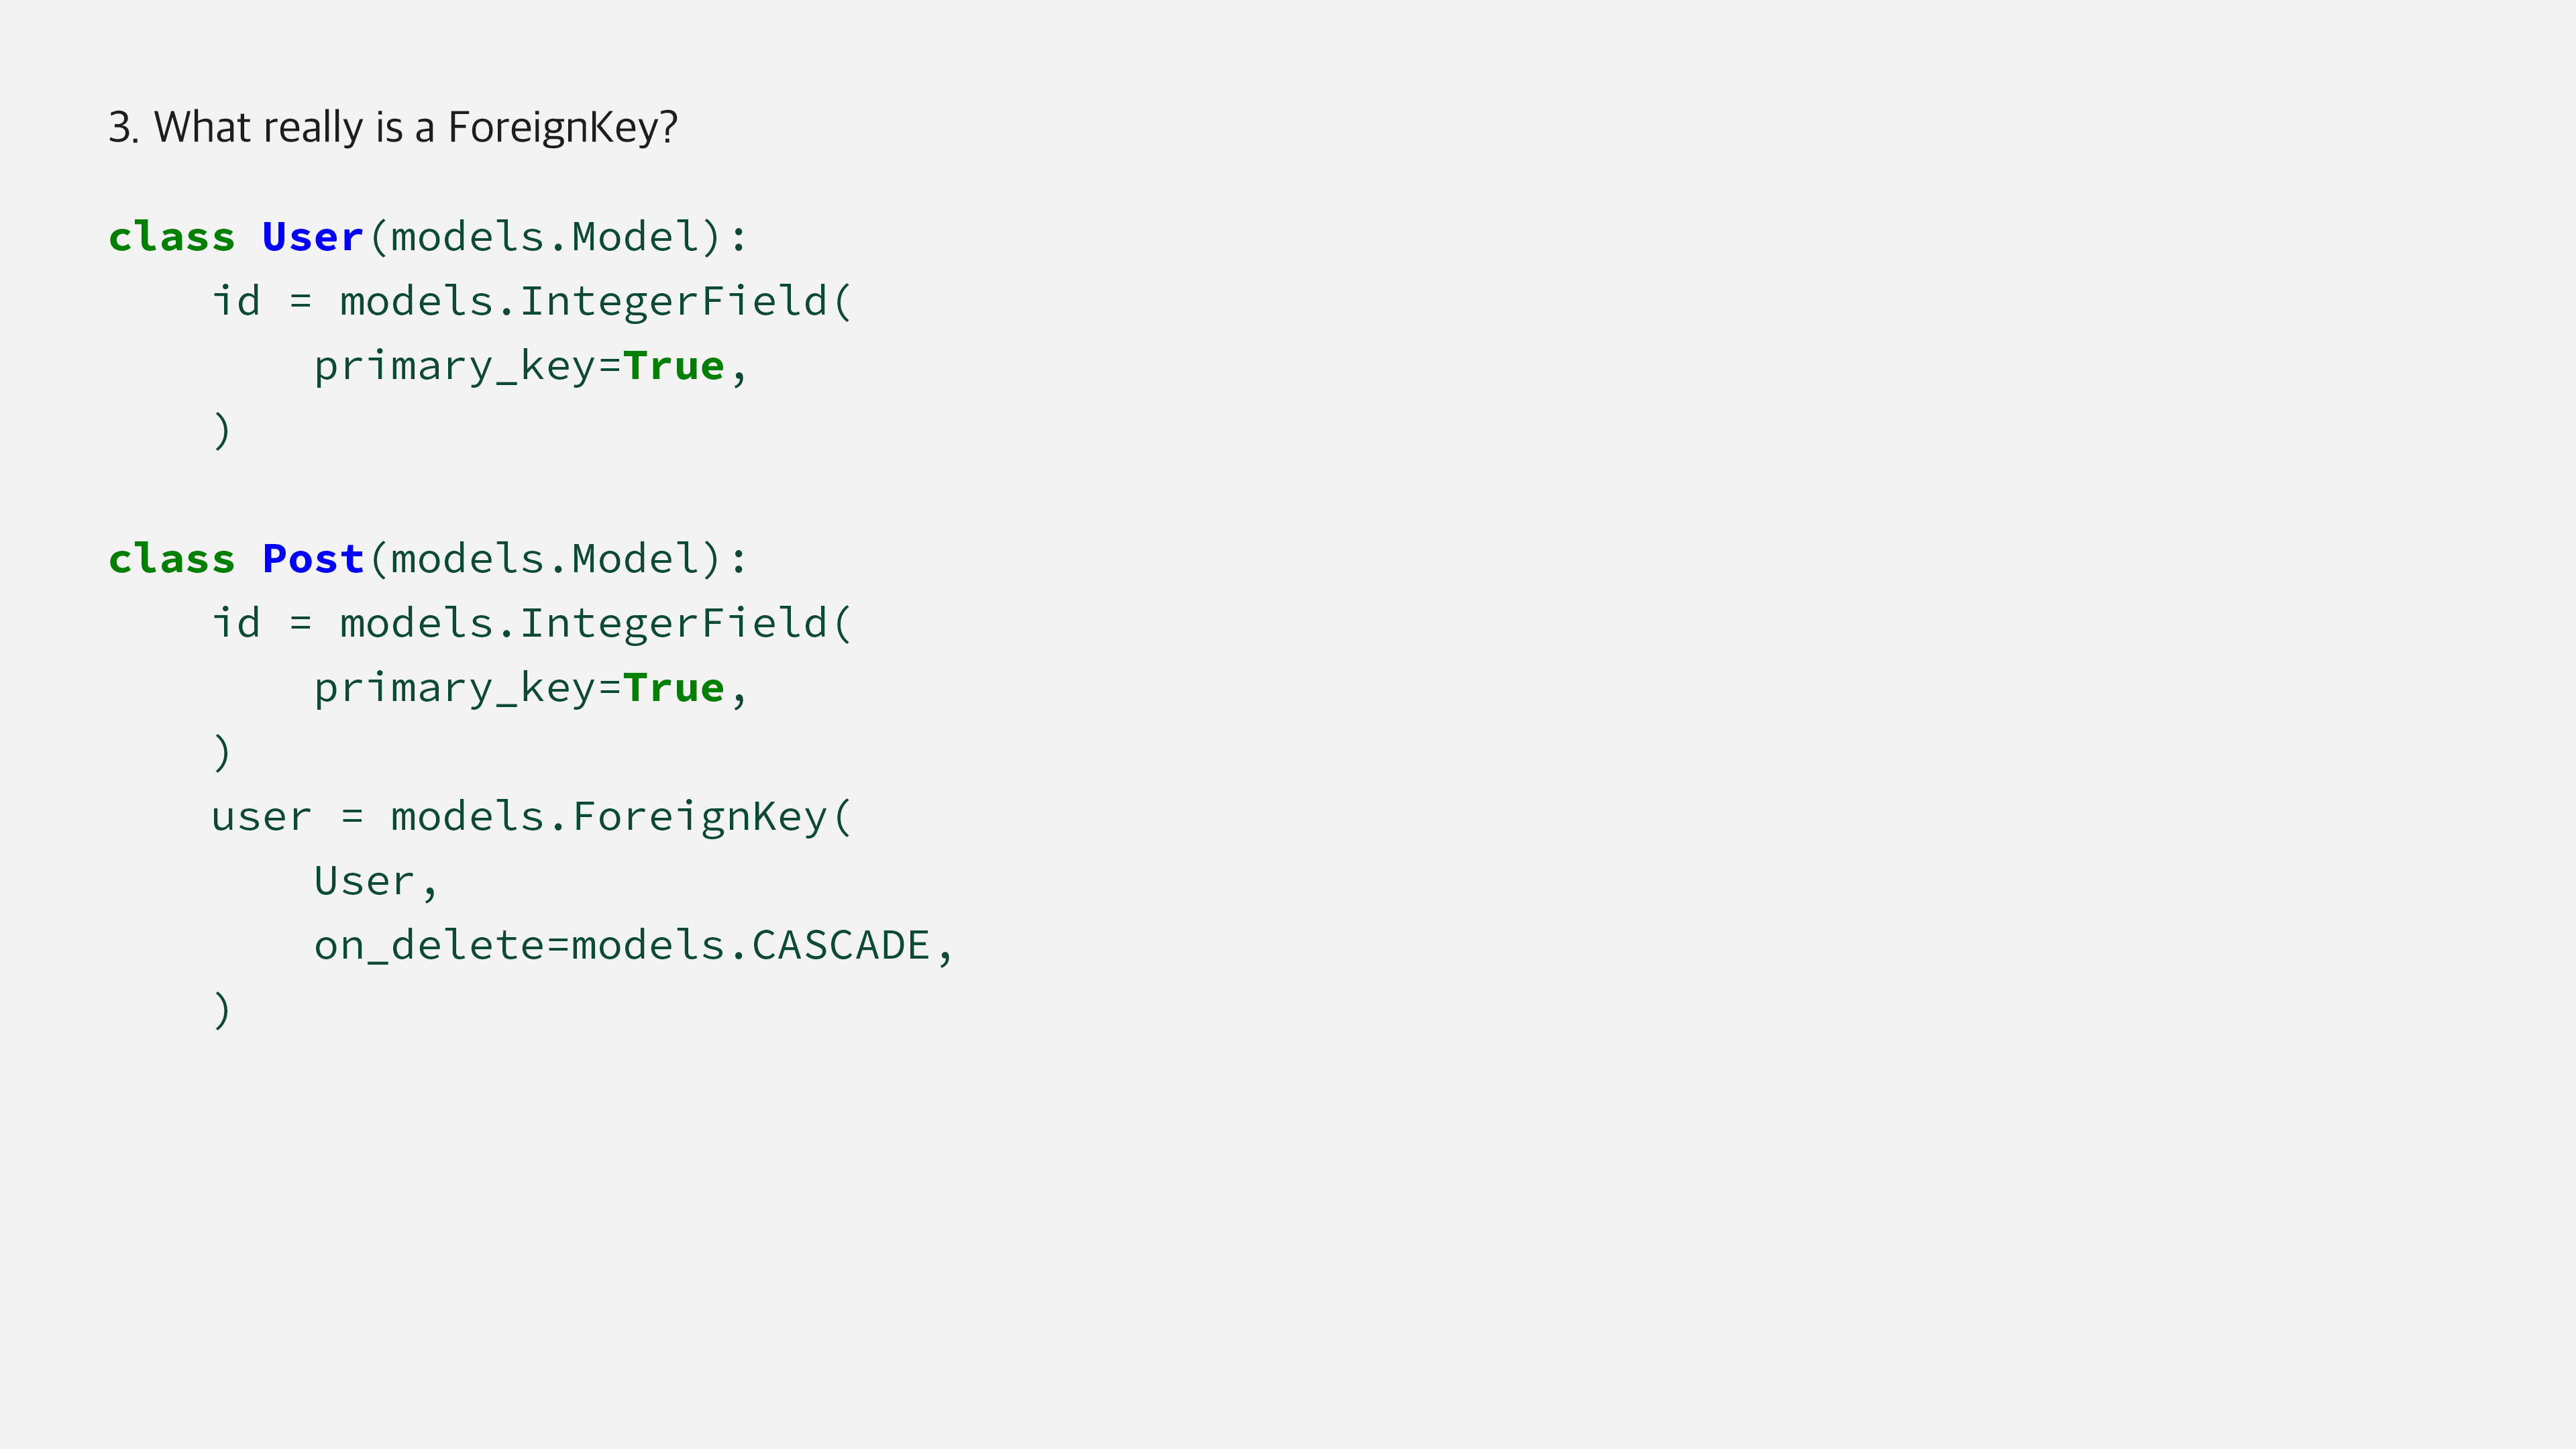 3. What really is a ForeignKey?
class User(models.Model):
    id = models.IntegerField(
        primary_key=True,
    )
class Post(models.Model):
    id = models.IntegerField(
        primary_key=True,
    )
    user = models.ForeignKey(
        User,
        on_delete=models.CASCADE,
    )